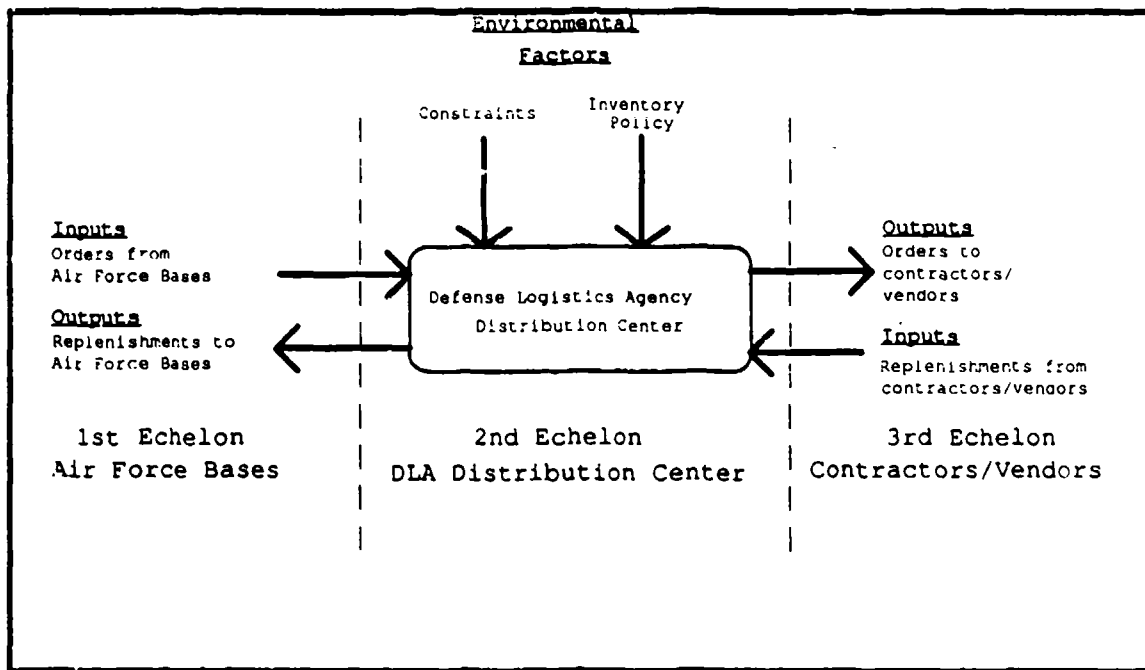 Environmental
Factors
Constraints
Inventory
Policy
Inputs
Orders from
Air Force Bases
Outputs
Replenishments to
Air Force Bases
Defense Logistics Agency
Distribution Center
Outputs
Orders to
contractors/
vendors
Inputs
Replenishments from
contractors/vendors
1st Echelon
Air Force Bases
2nd Echelon
DLA Distribution Center
3rd Echelon
Contractors/Vendors